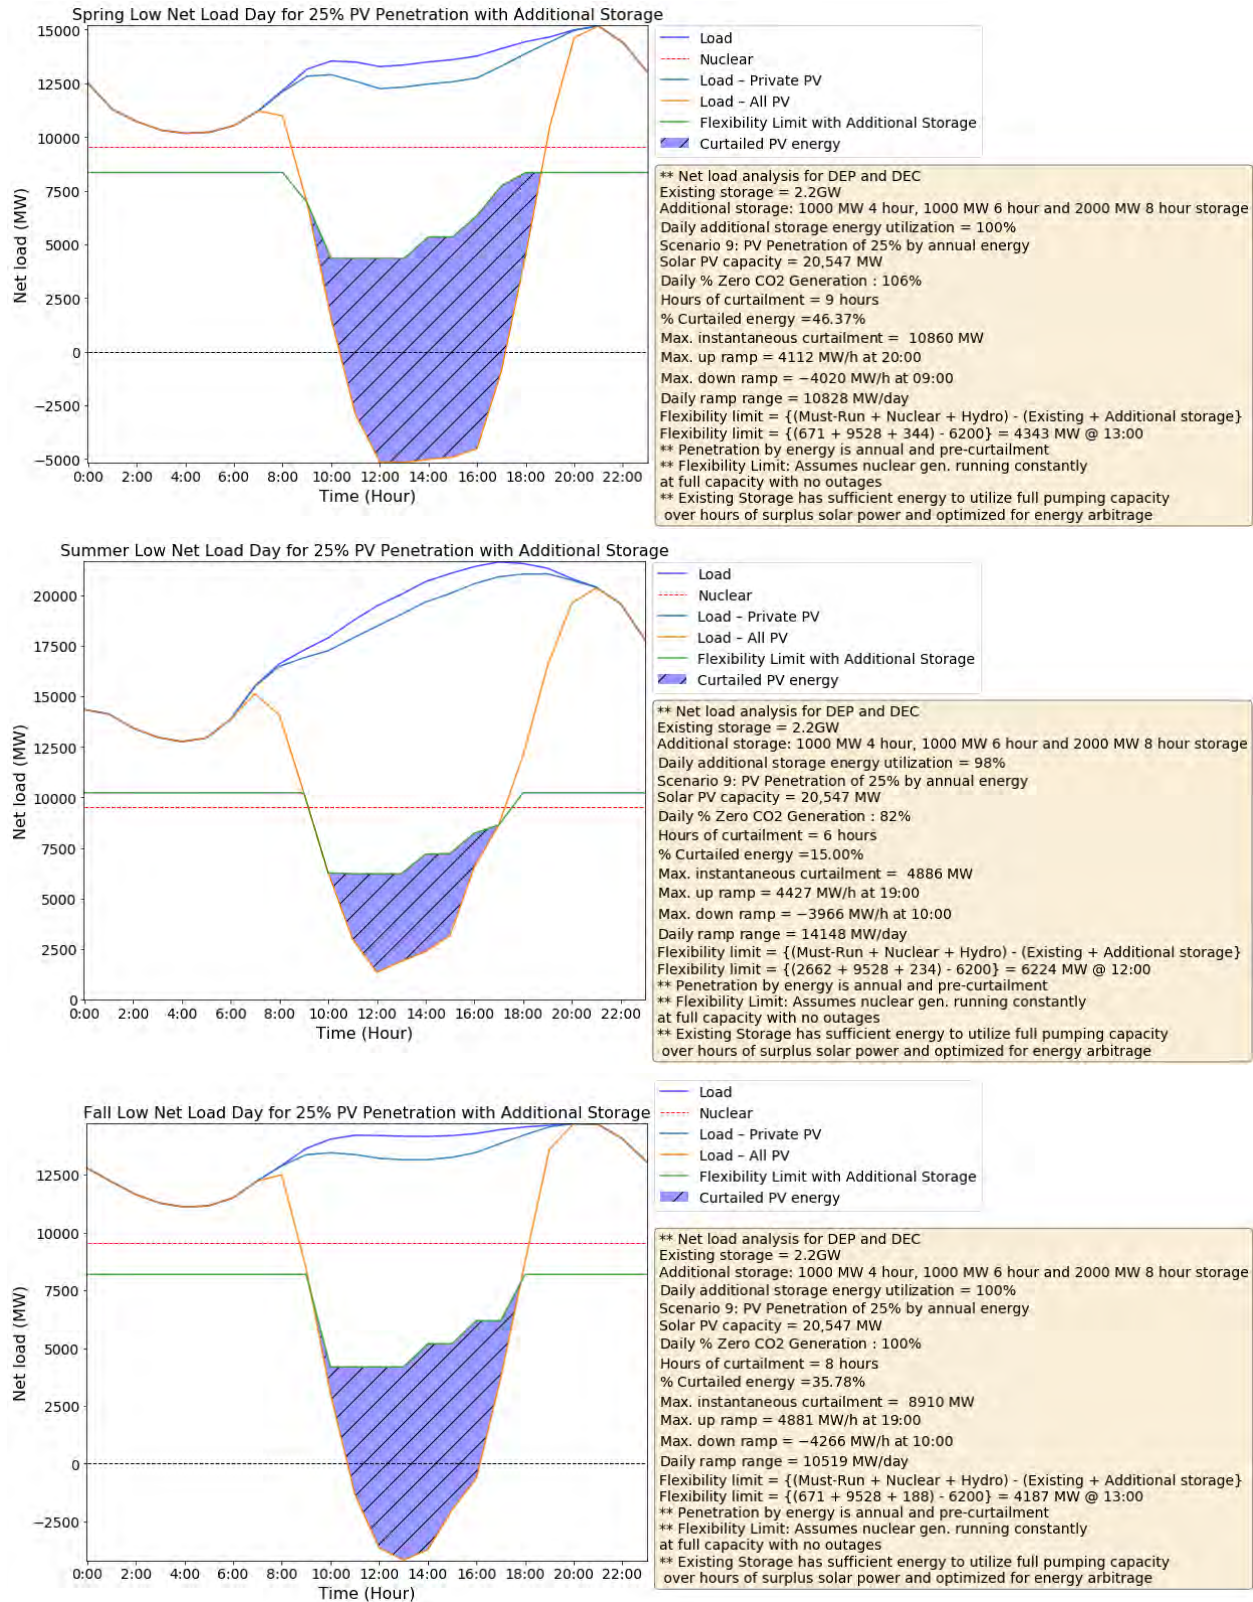 Spring Low Net Load Day for 25% PV Penetration with Additional Storage
15000
12500
10000
7500
5000
2500
0
−2500
−5000
Net load (MW)
0:00 2:00 4:00 6:00 8:00 10:00 12:00 14:00 16:00 18:00 20:00 22:00
Time (Hour)
Load
Nuclear
Load – Private PV
Load – All PV
Flexibility Limit with Additional Storage
Curtailed PV energy
** Net load analysis for DEP and DEC
Existing storage = 2.2GW
Additional storage: 1000 MW 4 hour, 1000 MW 6 hour and 2000 MW 8 hour storage
Daily additional storage energy utilization = 100%
Scenario 9: PV Penetration of 25% by annual energy
Solar PV capacity = 20,547 MW
Daily % Zero CO2 Generation : 106%
Hours of curtailment = 9 hours
% Curtailed energy =46.37%
Max. instantaneous curtailment =  10860 MW
Max. up ramp = 4112 MW/h at 20:00
Max. down ramp = −4020 MW/h at 09:00
Daily ramp range = 10828 MW/day
Flexibility limit = {(Must-Run + Nuclear + Hydro) - (Existing + Additional storage}
Flexibility limit = {(671 + 9528 + 344) - 6200} = 4343 MW @ 13:00
** Penetration by energy is annual and pre-curtailment
** Flexibility Limit: Assumes nuclear gen. running constantly
at full capacity with no outages
** Existing Storage has sufficient energy to utilize full pumping capacity
over hours of surplus solar power and optimized for energy arbitrage
Summer Low Net Load Day for 25% PV Penetration with Additional Storage
20000
17500
15000
12500
10000
7500
5000
2500
0
Net load (MW)
0:00 2:00 4:00 6:00 8:00 10:00 12:00 14:00 16:00 18:00 20:00 22:00
Time (Hour)
Load
Nuclear
Load – Private PV
Load – All PV
Flexibility Limit with Additional Storage
Curtailed PV energy
** Net load analysis for DEP and DEC
Existing storage = 2.2GW
Additional storage: 1000 MW 4 hour, 1000 MW 6 hour and 2000 MW 8 hour storage
Daily additional storage energy utilization = 98%
Scenario 9: PV Penetration of 25% by annual energy
Solar PV capacity = 20,547 MW
Daily % Zero CO2 Generation : 82%
Hours of curtailment = 6 hours
% Curtailed energy =15.00%
Max. instantaneous curtailment =  4886 MW
Max. up ramp = 4427 MW/h at 19:00
Max. down ramp = −3966 MW/h at 10:00
Daily ramp range = 14148 MW/day
Flexibility limit = {(Must-Run + Nuclear + Hydro) - (Existing + Additional storage}
Flexibility limit = {(2662 + 9528 + 234) - 6200} = 6224 MW @ 12:00
** Penetration by energy is annual and pre-curtailment
** Flexibility Limit: Assumes nuclear gen. running constantly
at full capacity with no outages
** Existing Storage has sufficient energy to utilize full pumping capacity
over hours of surplus solar power and optimized for energy arbitrage
Fall Low Net Load Day for 25% PV Penetration with Additional Storage
12500
10000
7500
5000
2500
0
−2500
Net load (MW)
0:00 2:00 4:00 6:00 8:00 10:00 12:00 14:00 16:00 18:00 20:00 22:00
Time (Hour)
Load
Nuclear
Load – Private PV
Load – All PV
Flexibility Limit with Additional Storage
Curtailed PV energy
** Net load analysis for DEP and DEC
Existing storage = 2.2GW
Additional storage: 1000 MW 4 hour, 1000 MW 6 hour and 2000 MW 8 hour storage
Daily additional storage energy utilization = 100%
Scenario 9: PV Penetration of 25% by annual energy
Solar PV capacity = 20,547 MW
Daily % Zero CO2 Generation : 100%
Hours of curtailment = 8 hours
% Curtailed energy =35.78%
Max. instantaneous curtailment =  8910 MW
Max. up ramp = 4881 MW/h at 19:00
Max. down ramp = −4266 MW/h at 10:00
Daily ramp range = 10519 MW/day
Flexibility limit = {(Must-Run + Nuclear + Hydro) - (Existing + Additional storage}
Flexibility limit = {(671 + 9528 + 188) - 6200} = 4187 MW @ 13:00
** Penetration by energy is annual and pre-curtailment
** Flexibility Limit: Assumes nuclear gen. running constantly
at full capacity with no outages
** Existing Storage has sufficient energy to utilize full pumping capacity
over hours of surplus solar power and optimized for energy arbitrage